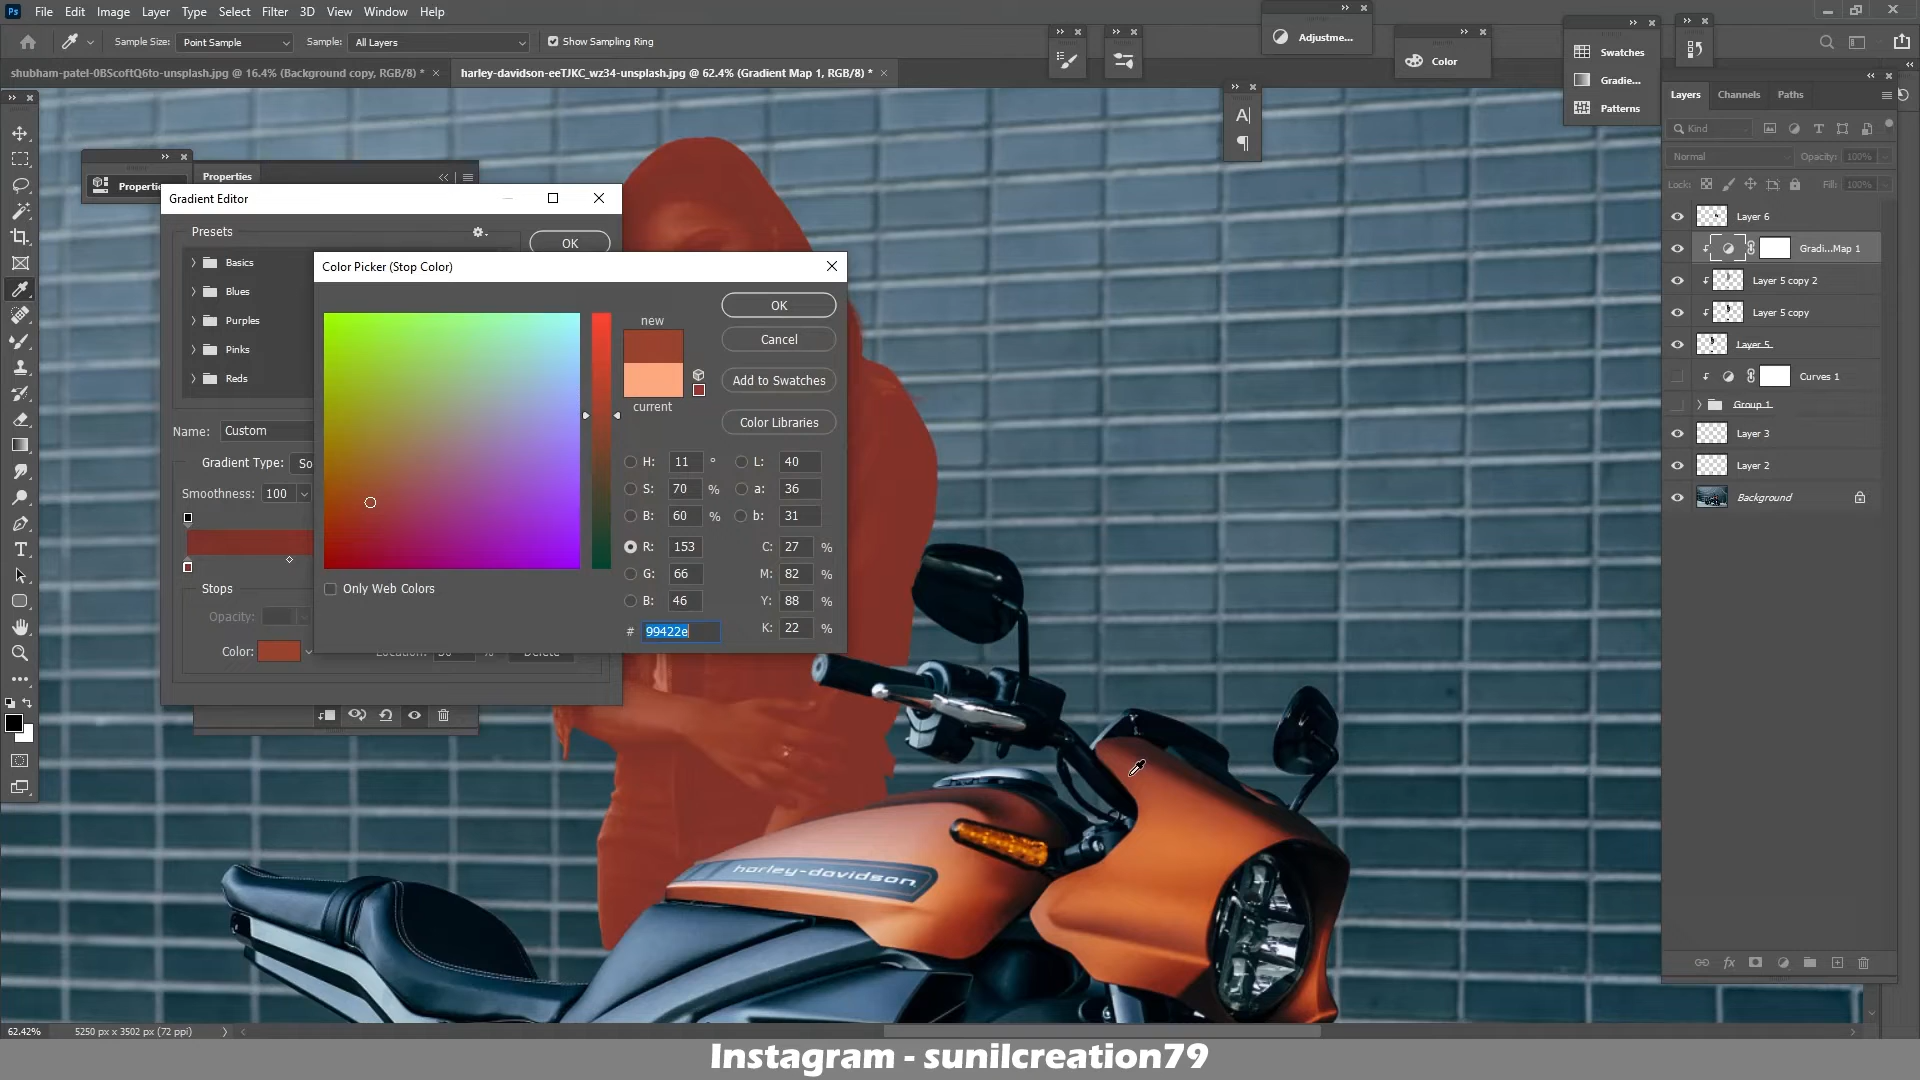 Ps File Edit Image Layer Type Select Filter 3D View Window Help
Sample Size: Point Sample Sample: All Layers Show Sampling Ring
Adjustme...
Color
Swatches
Gradie...
Patterns
shubham-patel-0BScoftQ6to-unsplash.jpg @ 16.4% (Background copy, RGB/8) *
harley-davidson-eeTJKC_wz34-unsplash.jpg @ 62.4% (Gradient Map 1, RGB/8) *
Layers Channels Paths
Kind
Normal Opacity: 100%
Lock: Fill: 100%
Layer 6
Gradi...Map 1
Layer 5 copy 2
Layer 5 copy
Layer 5
Curves 1
Group 1
Layer 3
Layer 2
Background
Properti
Properties
Gradient Editor
Presets
OK
Basics
Blues
Purples
Pinks
Reds
Name: Custom
Gradient Type: So
Smoothness: 100
Stops
Opacity:
Color:
Color Picker (Stop Color)
new
current
OK
Cancel
Add to Swatches
Color Libraries
H: 11 °
S: 70 %
B: 60 %
R: 153
G: 66
B: 46
# 99422e
L: 40
a: 36
b: 31
C: 27 %
M: 82 %
Y: 88 %
K: 22 %
Only Web Colors
harley-davidson
62.42% 5250 px x 3502 px (72 ppi)
Instagram - sunilcreation79